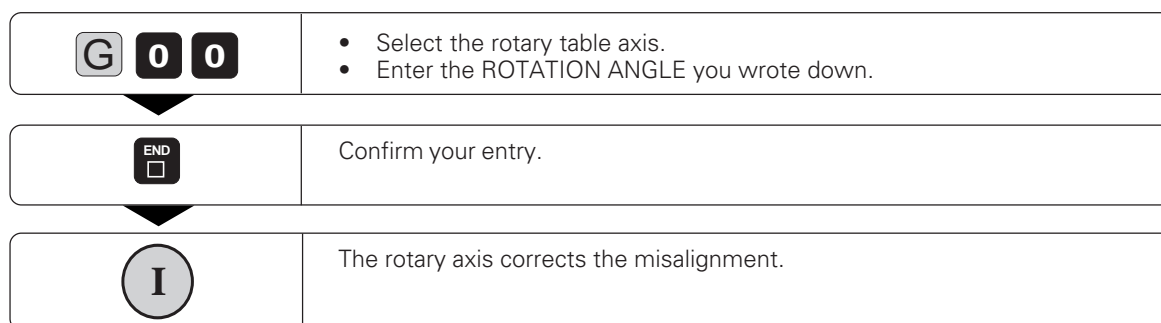 G 0 0
• Select the rotary table axis.
• Enter the ROTATION ANGLE you wrote down.
END
Confirm your entry.
I
The rotary axis corrects the misalignment.